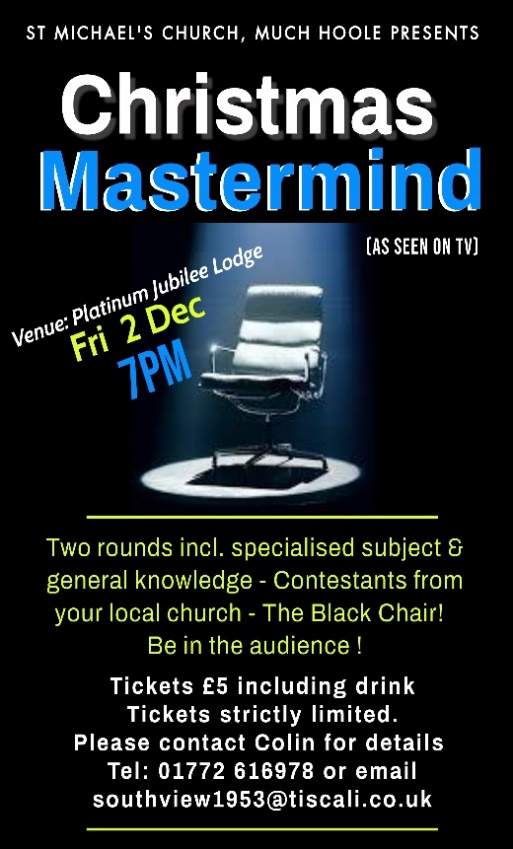 ST MICHAEL'S CHURCH, MUCH HOOLE PRESENTS
Christmas
Mastermind
(AS SEEN ON TV)
Venue: Platinum Jubilee Lodge
Fri 2 Dec
7PM
Two rounds incl. specialised subject &
general knowledge - Contestants from
your local church - The Black Chair!
Be in the audience !
Tickets £5 including drink
Tickets strictly limited.
Please contact Colin for details
Tel: 01772 616978 or email
southview1953@tiscali.co.uk